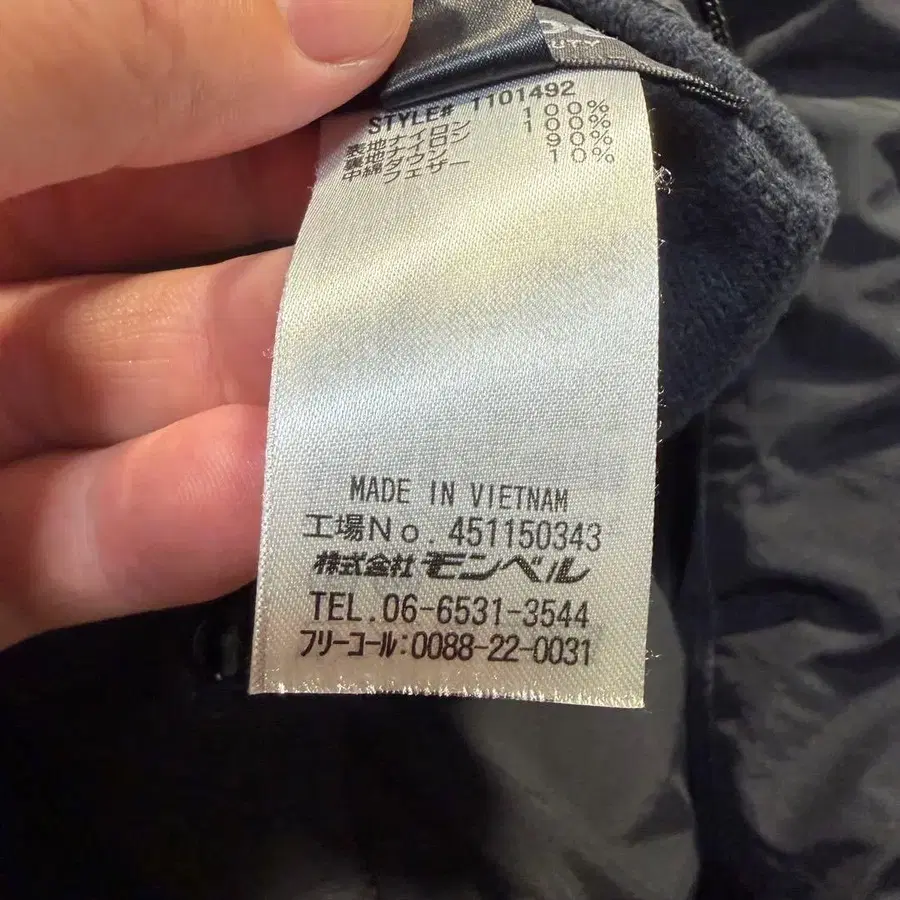 UTY
STYLE# 1101492
表地 ナイロン 100%
裏地 ナイロン 100%
中綿 ダウン 90%
フェザー 10%
MADE IN VIETNAM
工場No. 451150343
株式会社 モンベル
TEL.06-6531-3544
フリーコール:0088-22-0031